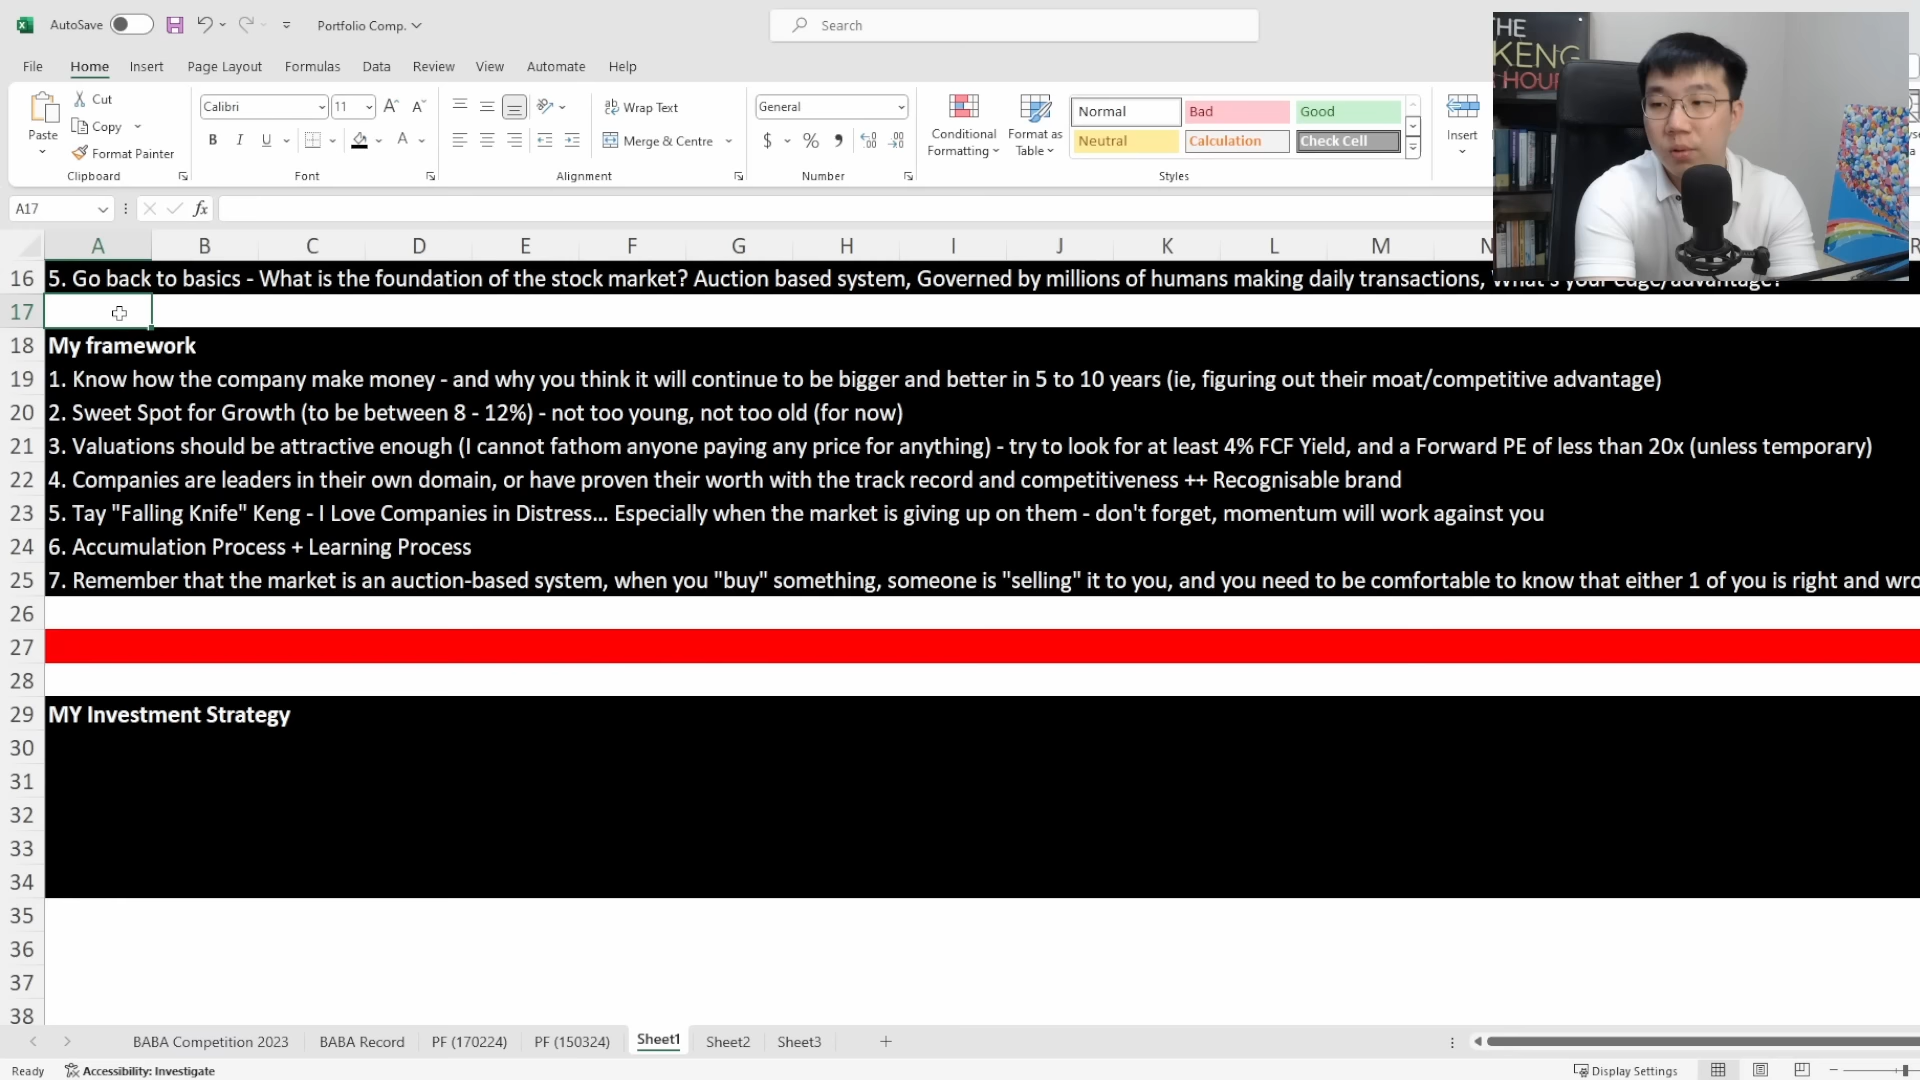 AutoSave
Portfolio Comp.
Search
File Home Insert Page Layout Formulas Data Review View Automate Help
Paste
Cut
Copy
Format Painter
Clipboard
Calibri 11
B I U
Font
Wrap Text
Merge & Centre
Alignment
General
$ % 9
Number
Conditional Formatting
Format as Table
Normal Bad Good
Neutral Calculation Check Cell
Styles
Insert
THE
KENG
HOUR
A17
fx
A B C D E F G H I J K L M N
16 5. Go back to basics - What is the foundation of the stock market? Auction based system, Governed by millions of humans making daily transactions, What's your edge/advantage?
17
18 My framework
19 1. Know how the company make money - and why you think it will continue to be bigger and better in 5 to 10 years (ie, figuring out their moat/competitive advantage)
20 2. Sweet Spot for Growth (to be between 8 - 12%) - not too young, not too old (for now)
21 3. Valuations should be attractive enough (I cannot fathom anyone paying any price for anything) - try to look for at least 4% FCF Yield, and a Forward PE of less than 20x (unless temporary)
22 4. Companies are leaders in their own domain, or have proven their worth with the track record and competitiveness ++ Recognisable brand
23 5. Tay "Falling Knife" Keng - I Love Companies in Distress... Especially when the market is giving up on them - don't forget, momentum will work against you
24 6. Accumulation Process + Learning Process
25 7. Remember that the market is an auction-based system, when you "buy" something, someone is "selling" it to you, and you need to be comfortable to know that either 1 of you is right and wro
26
27
28
29 MY Investment Strategy
30
31
32
33
34
35
36
37
38
BABA Competition 2023 BABA Record PF (170224) PF (150324) Sheet1 Sheet2 Sheet3
Ready
Accessibility: Investigate
Display Settings